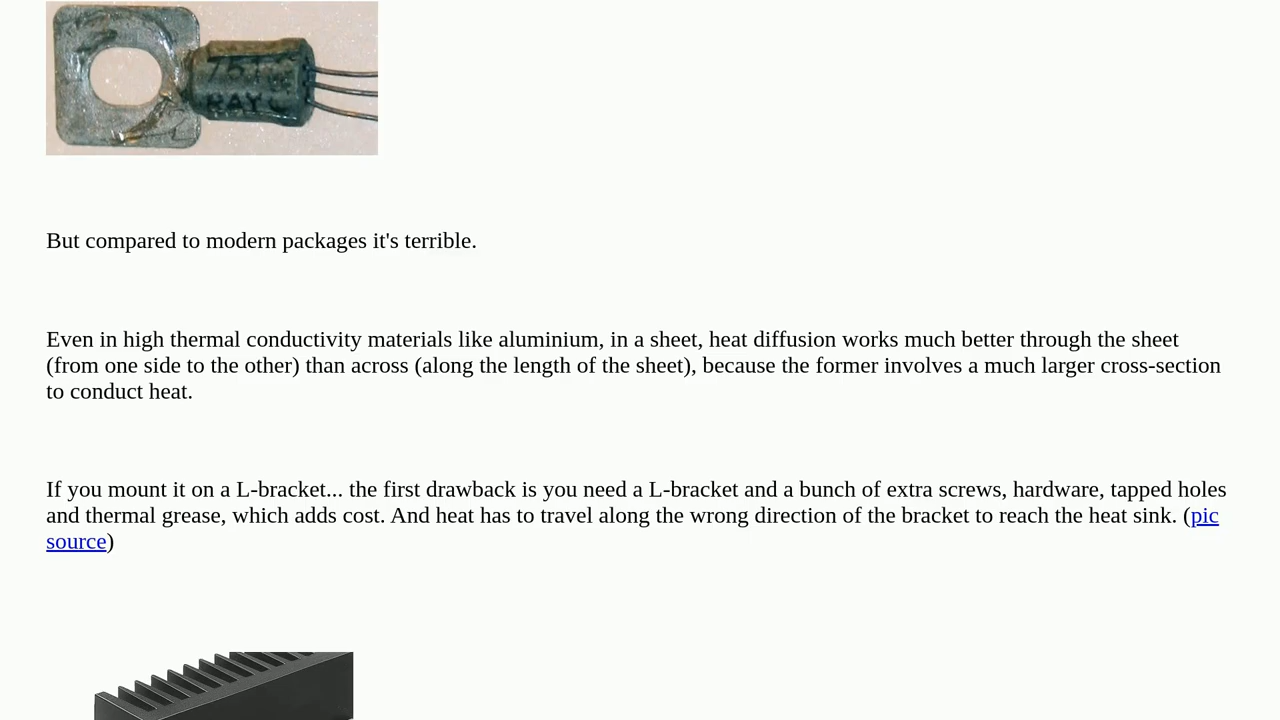 But compared to modern packages it's terrible.
Even in high thermal conductivity materials like aluminium, in a sheet, heat diffusion works much better through the sheet
(from one side to the other) than across (along the length of the sheet), because the former involves a much larger cross-section
to conduct heat.
If you mount it on a L-bracket... the first drawback is you need a L-bracket and a bunch of extra screws, hardware, tapped holes
and thermal grease, which adds cost. And heat has to travel along the wrong direction of the bracket to reach the heat sink. (pic
source)